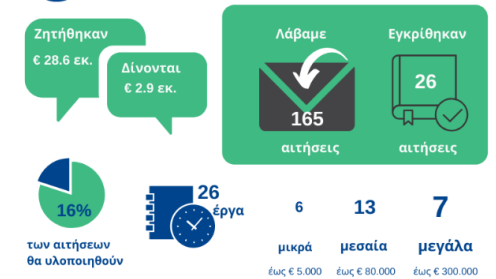 Ζητήθηκαν
€ 28.6 εκ.
Δίνονται
€ 2.9 εκ.
Λάβαμε
165
αιτήσεις
Εγκρίθηκαν
26
αιτήσεις
16%
των αιτήσεων
θα υλοποιηθούν
26
έργα
6
μικρά
έως € 5.000
13
μεσαία
έως € 80.000
7
μεγάλα
έως € 300.000